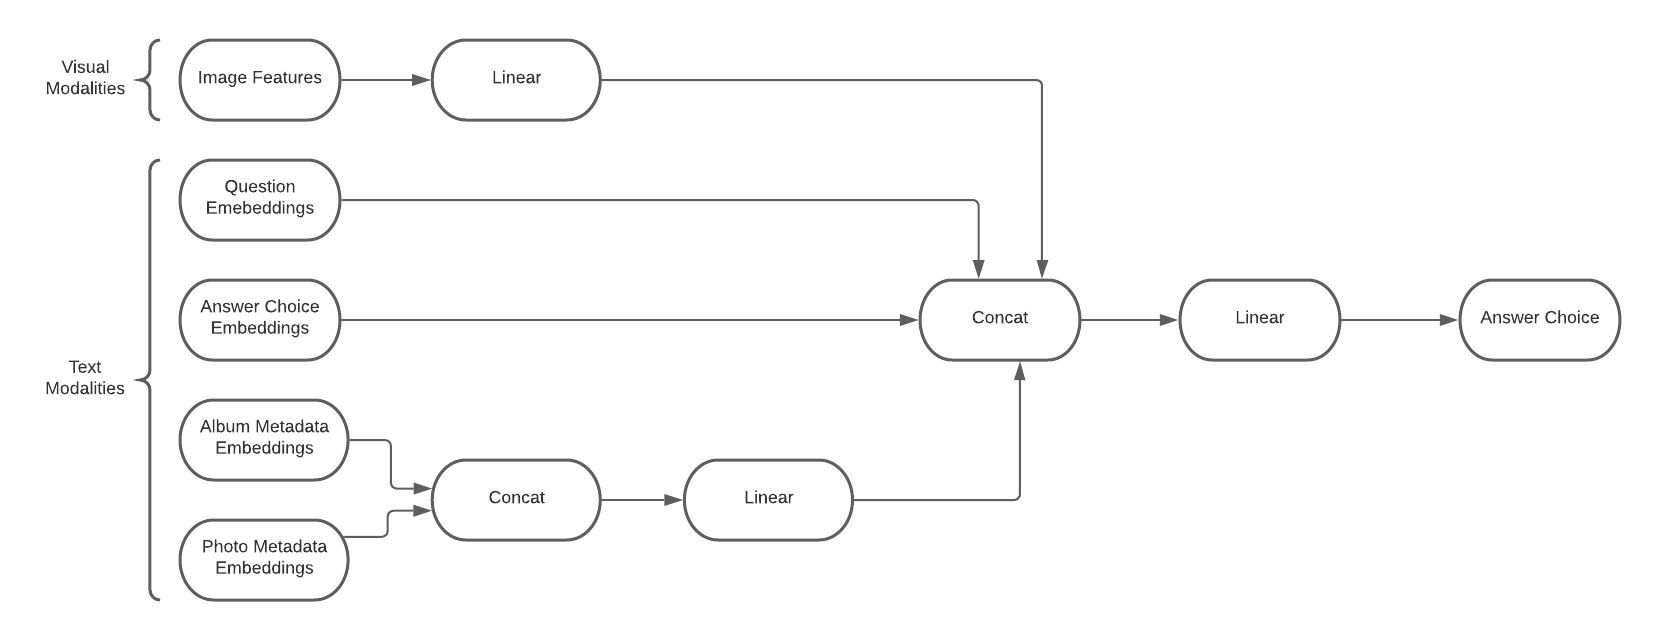 Visual
Modalities
Image Features
Linear
Question
Emebeddings
Answer Choice
Embeddings
Concat
Linear
Answer Choice
Text
Modalities
Album Metadata
Embeddings
Concat
Linear
Photo Metadata
Embeddings